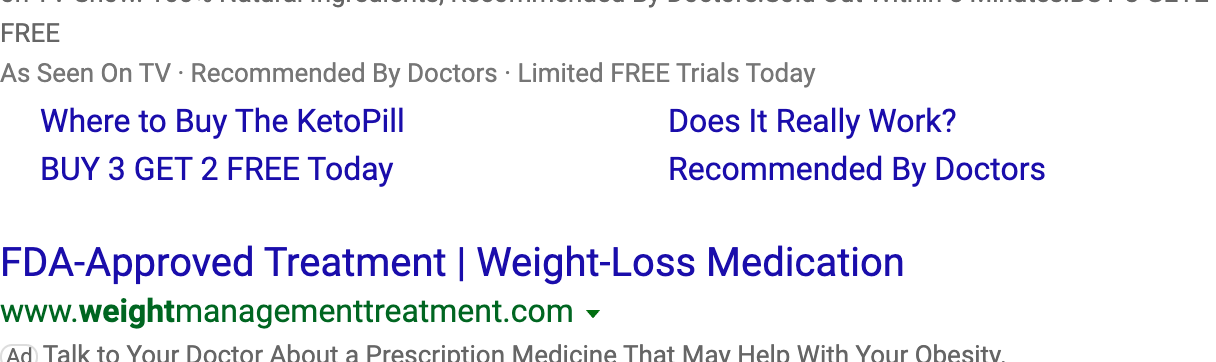 on TV Show. 100% Natural Ingredients, Recommended By Doctors.Sold Out Within 5 Minutes.BUY 3 GET2
FREE
As Seen On TV · Recommended By Doctors · Limited FREE Trials Today
Where to Buy The KetoPill Does It Really Work?
BUY 3 GET 2 FREE Today Recommended By Doctors
FDA-Approved Treatment | Weight-Loss Medication
www.weightmanagementtreatment.com
Ad Talk to Your Doctor About a Prescription Medicine That May Help With Your Obesity.